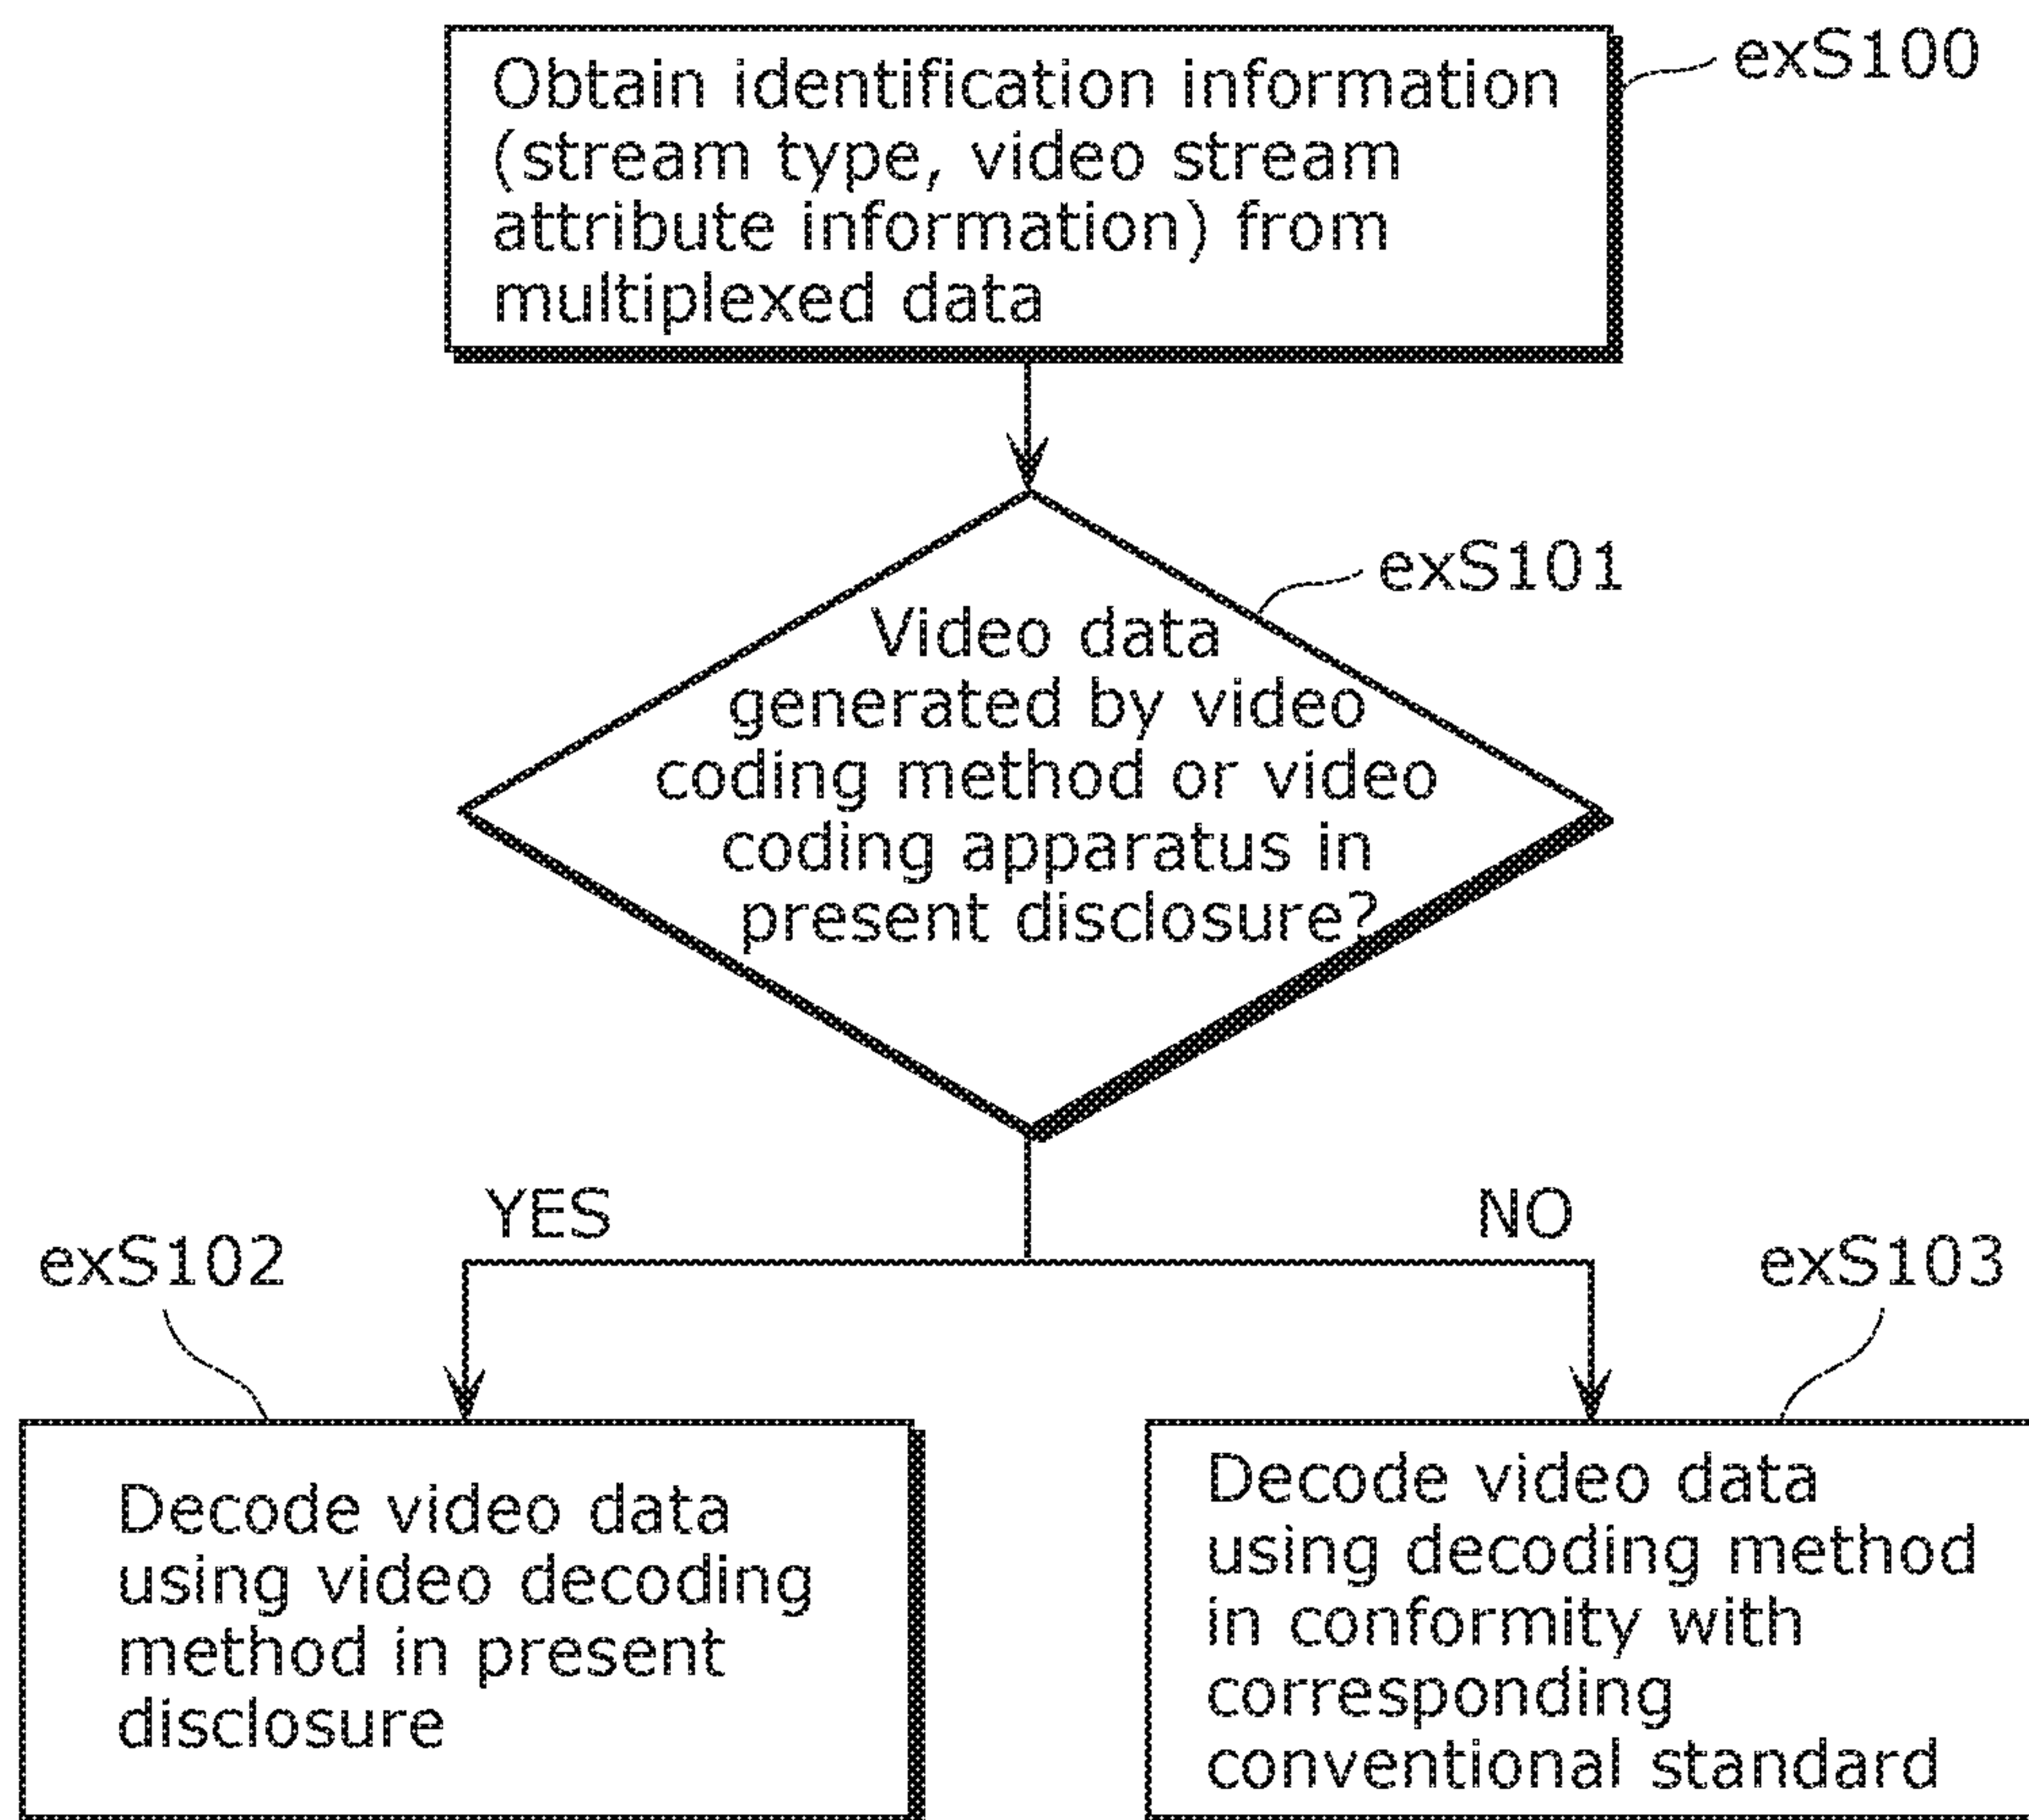 Obtain identification information
(stream type, video stream
attribute information) from
multiplexed data
exS100
exS101
Video data
generated by video
coding method or video
coding apparatus in
present disclosure?
YES
NO
exS102
exS103
Decode video data
using video decoding
method in present
disclosure
Decode video data
using decoding method
in conformity with
corresponding
conventional standard